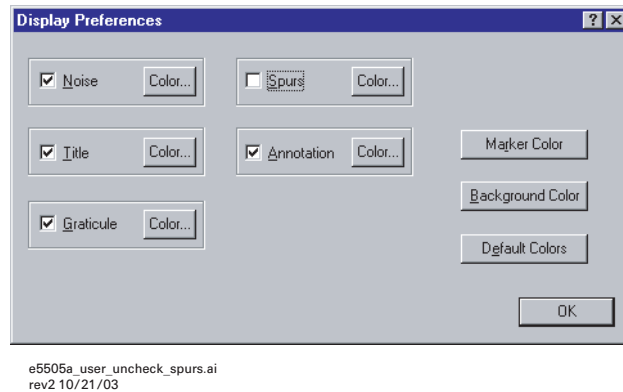 Display Preferences ? ×
Noise Color... Spurs Color...
Title Color... Annotation Color... Marker Color
Background Color
Graticule Color...
Default Colors
OK
e5505a_user_uncheck_spurs.ai
rev2 10/21/03